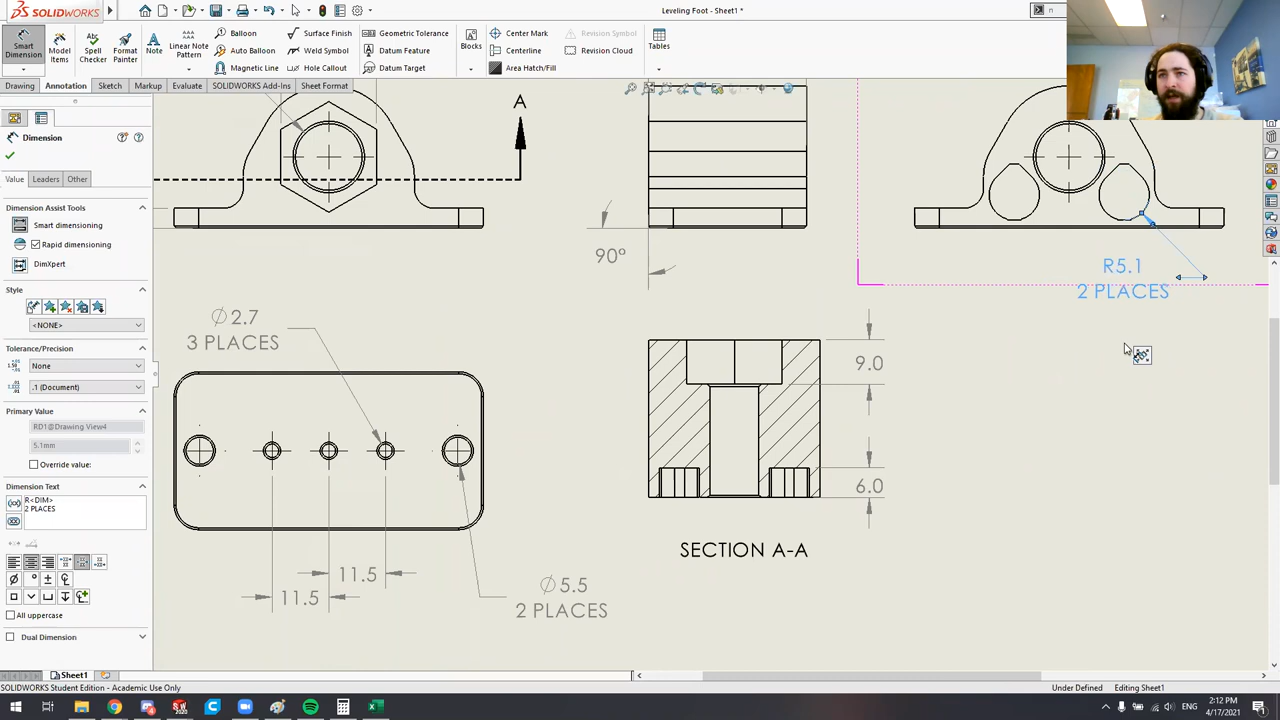 SOLIDWORKS
Leveling Foot - Sheet1 *
Smart Dimension
Model Items
Spell Checker
Format Painter
Note
Linear Note Pattern
Balloon
Auto Balloon
Magnetic Line
Surface Finish
Weld Symbol
Hole Callout
Geometric Tolerance
Datum Feature
Datum Target
Blocks
Center Mark
Centerline
Area Hatch/Fill
Revision Symbol
Revision Cloud
Tables
Drawing
Annotation
Sketch
Markup
Evaluate
SOLIDWORKS Add-Ins
Sheet Format
Dimension
Value
Leaders
Other
Dimension Assist Tools
Smart dimensioning
Rapid dimensioning
DimXpert
Style
<NONE>
Tolerance/Precision
None
.1 (Document)
Primary Value
RD1@Drawing View4
5.1mm
Override value:
Dimension Text
R<DIM>
2 PLACES
All uppercase
Dual Dimension
A
90°
R5.1
2 PLACES
∅2.7
3 PLACES
9.0
6.0
SECTION A-A
11.5
11.5
∅5.5
2 PLACES
Sheet1
SOLIDWORKS Student Edition - Academic Use Only
Under Defined
Editing Sheet1
2:12 PM
4/17/2021